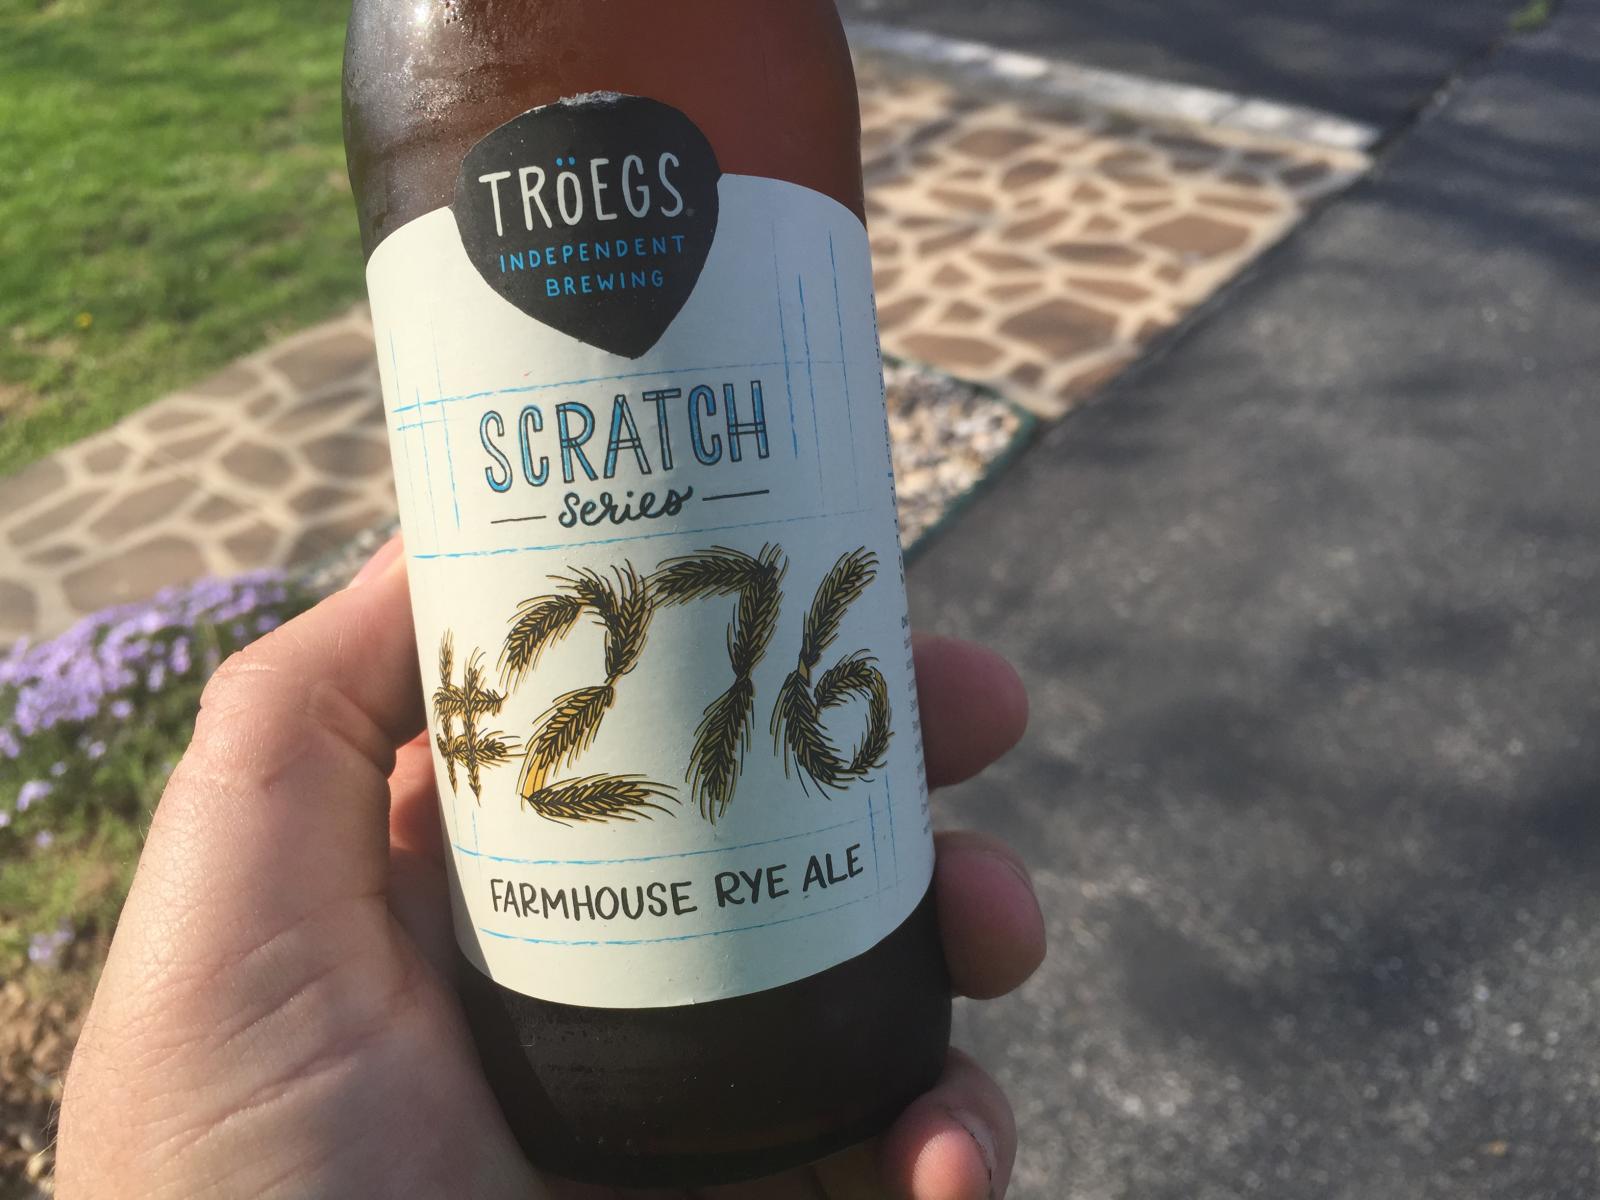 TRÖEGS
INDEPENDENT
BREWING
SCRATCH
series
#276
FARMHOUSE RYE ALE